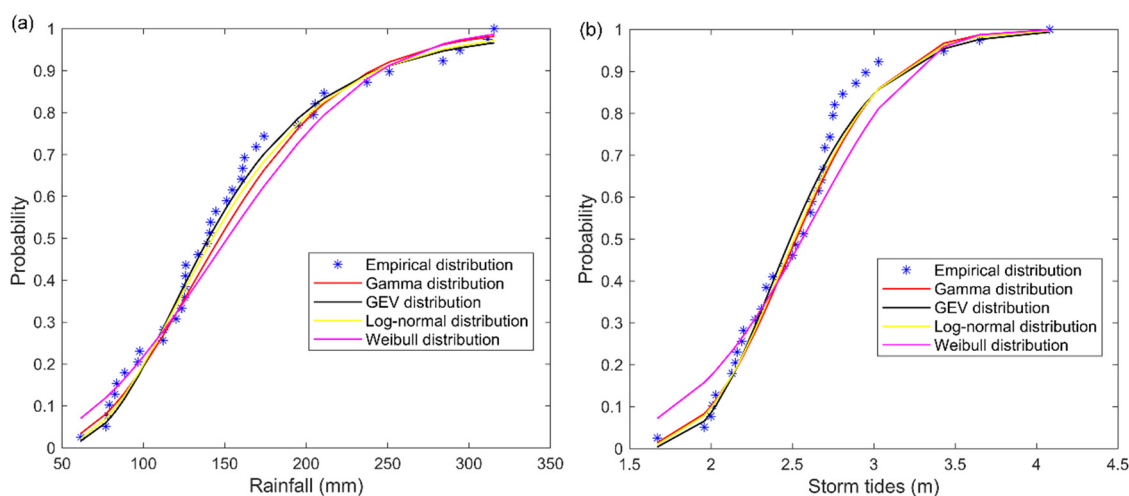 (a)
1
0.9
0.8
0.7
0.6
0.5
0.4
0.3
0.2
0.1
0
Probability
50 100 150 200 250 300 350
Rainfall (mm)
Empirical distribution
Gamma distribution
GEV distribution
Log-normal distribution
Weibull distribution
(b)
1
0.9
0.8
0.7
0.6
0.5
0.4
0.3
0.2
0.1
0
Probability
1.5 2 2.5 3 3.5 4 4.5
Storm tides (m)
Empirical distribution
Gamma distribution
GEV distribution
Log-normal distribution
Weibull distribution